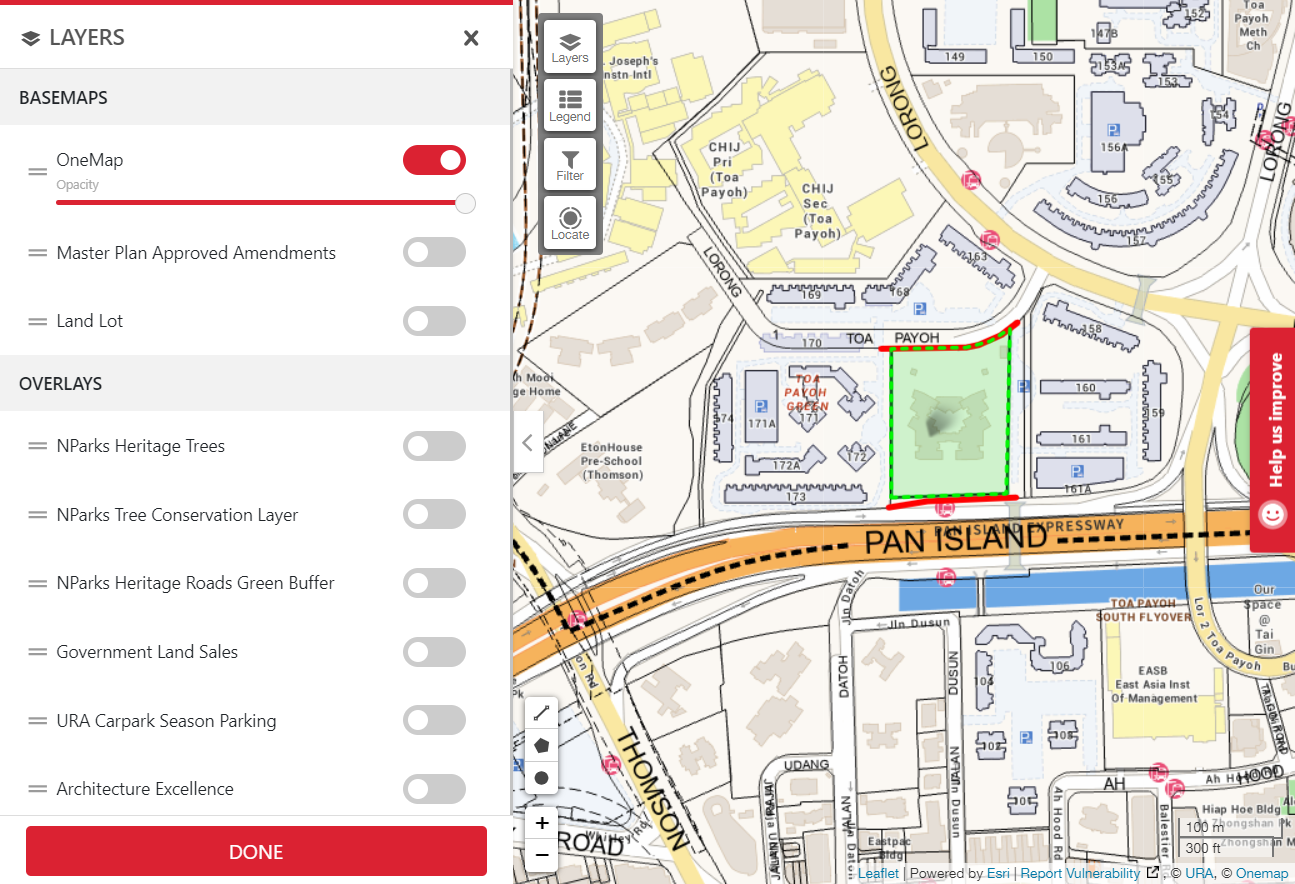 LAYERS
BASEMAPS
OneMap
Opacity
Master Plan Approved Amendments
Land Lot
OVERLAYS
NParks Heritage Trees
NParks Tree Conservation Layer
NParks Heritage Roads Green Buffer
Government Land Sales
URA Carpark Season Parking
Architecture Excellence
DONE
Layers
Legend
Filter
Locate
. Joseph's
nstn Intl
CHIJ
Pri
(Toa
Payoh)
CHIJ
Sec
(Toa
Payoh)
LORONG
149
150
147B
152
Toa
Payoh
Meth
Ch
153A
153
154
P
156A
155
156
157
LORONG
163
168
169
P
LORONG
1
TOA
PAYOH
170
158
TOA
PAYOH
GREEN
171
P
171A
174
172
172A
173
P
160
159
161
P
161A
Help us improve
EtonHouse
Pre-School
(Thomson)
PAN ISLAND EXPRESSWAY
PAN ISLAND
Jln Datoh
Jln Dusun
TOA PAYOH
SOUTH FLYOVER
Lor 2 Toa Payoh
Our
Space
@
Tai
Gin
DATOH
DUSUN
106
104
EASB
East Asia Inst
Of Management
P
102
103
101
UDANG
JALAN
JALAN
Jln Dusun
THOMSON
ROAD
Whitley Rd
AH
HOOD
Ah Hood Rd
Balestier
Hiap Hoe Bldg
Zhongshan Pk
Eastpac
Bldg
+
−
100 m
300 ft
Leaflet | Powered by Esri | Report Vulnerability , © URA, © Onemap